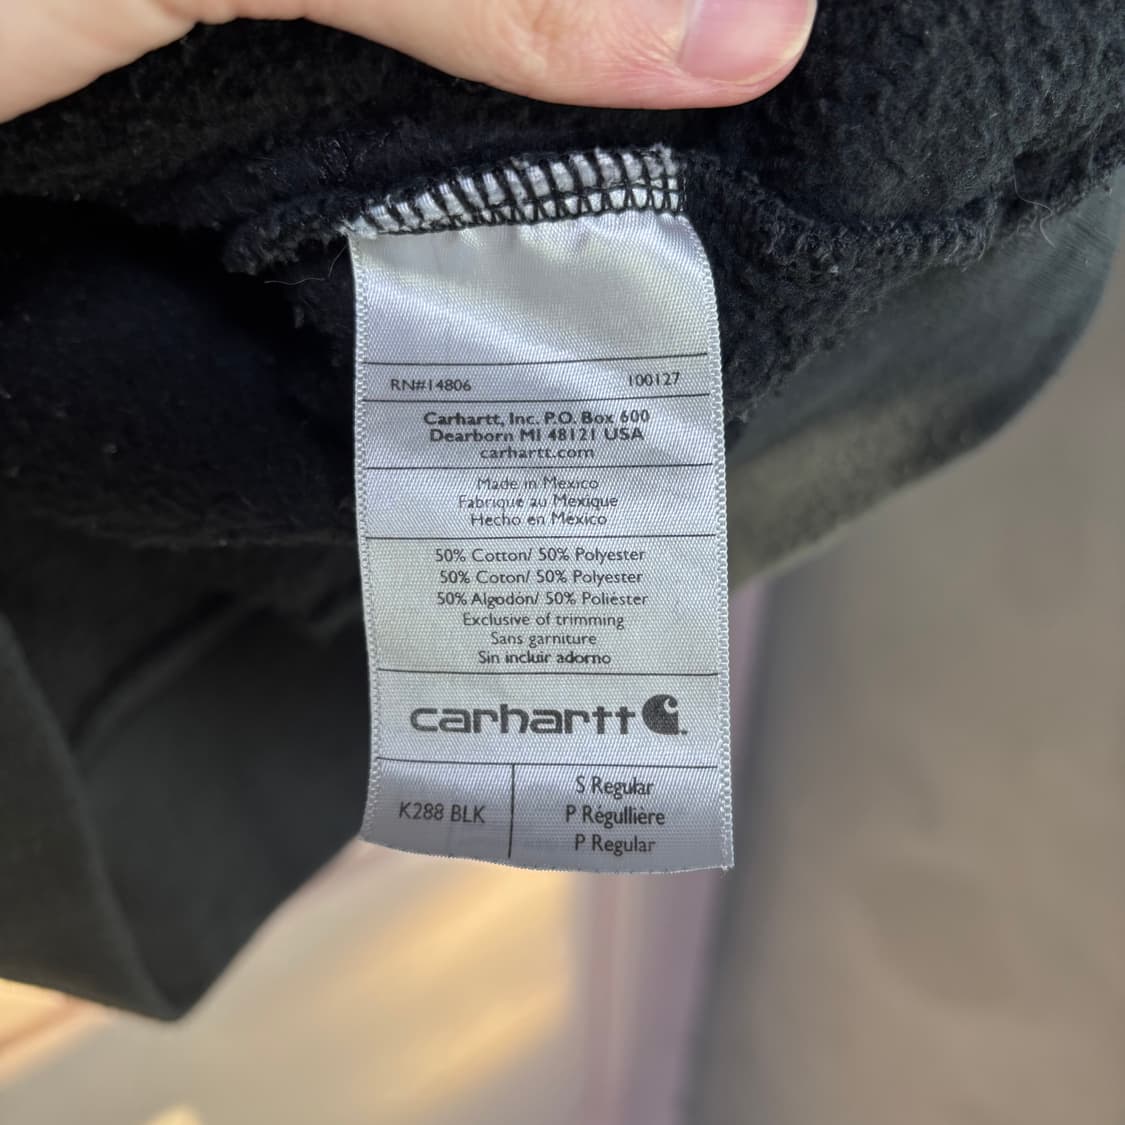 RN#14806 100127
Carhartt, Inc. P.O. Box 600
Dearborn MI 48121 USA
carhartt.com
Made in Mexico
Fabriqué au Mexique
Hecho en Mexico
50% Cotton/ 50% Polyester
50% Coton/ 50% Polyester
50% Algodón/ 50% Poliéster
Exclusive of trimming
Sans garniture
Sin incluir adorno
carhartt
K288 BLK
S Regular
P Régullière
P Regular